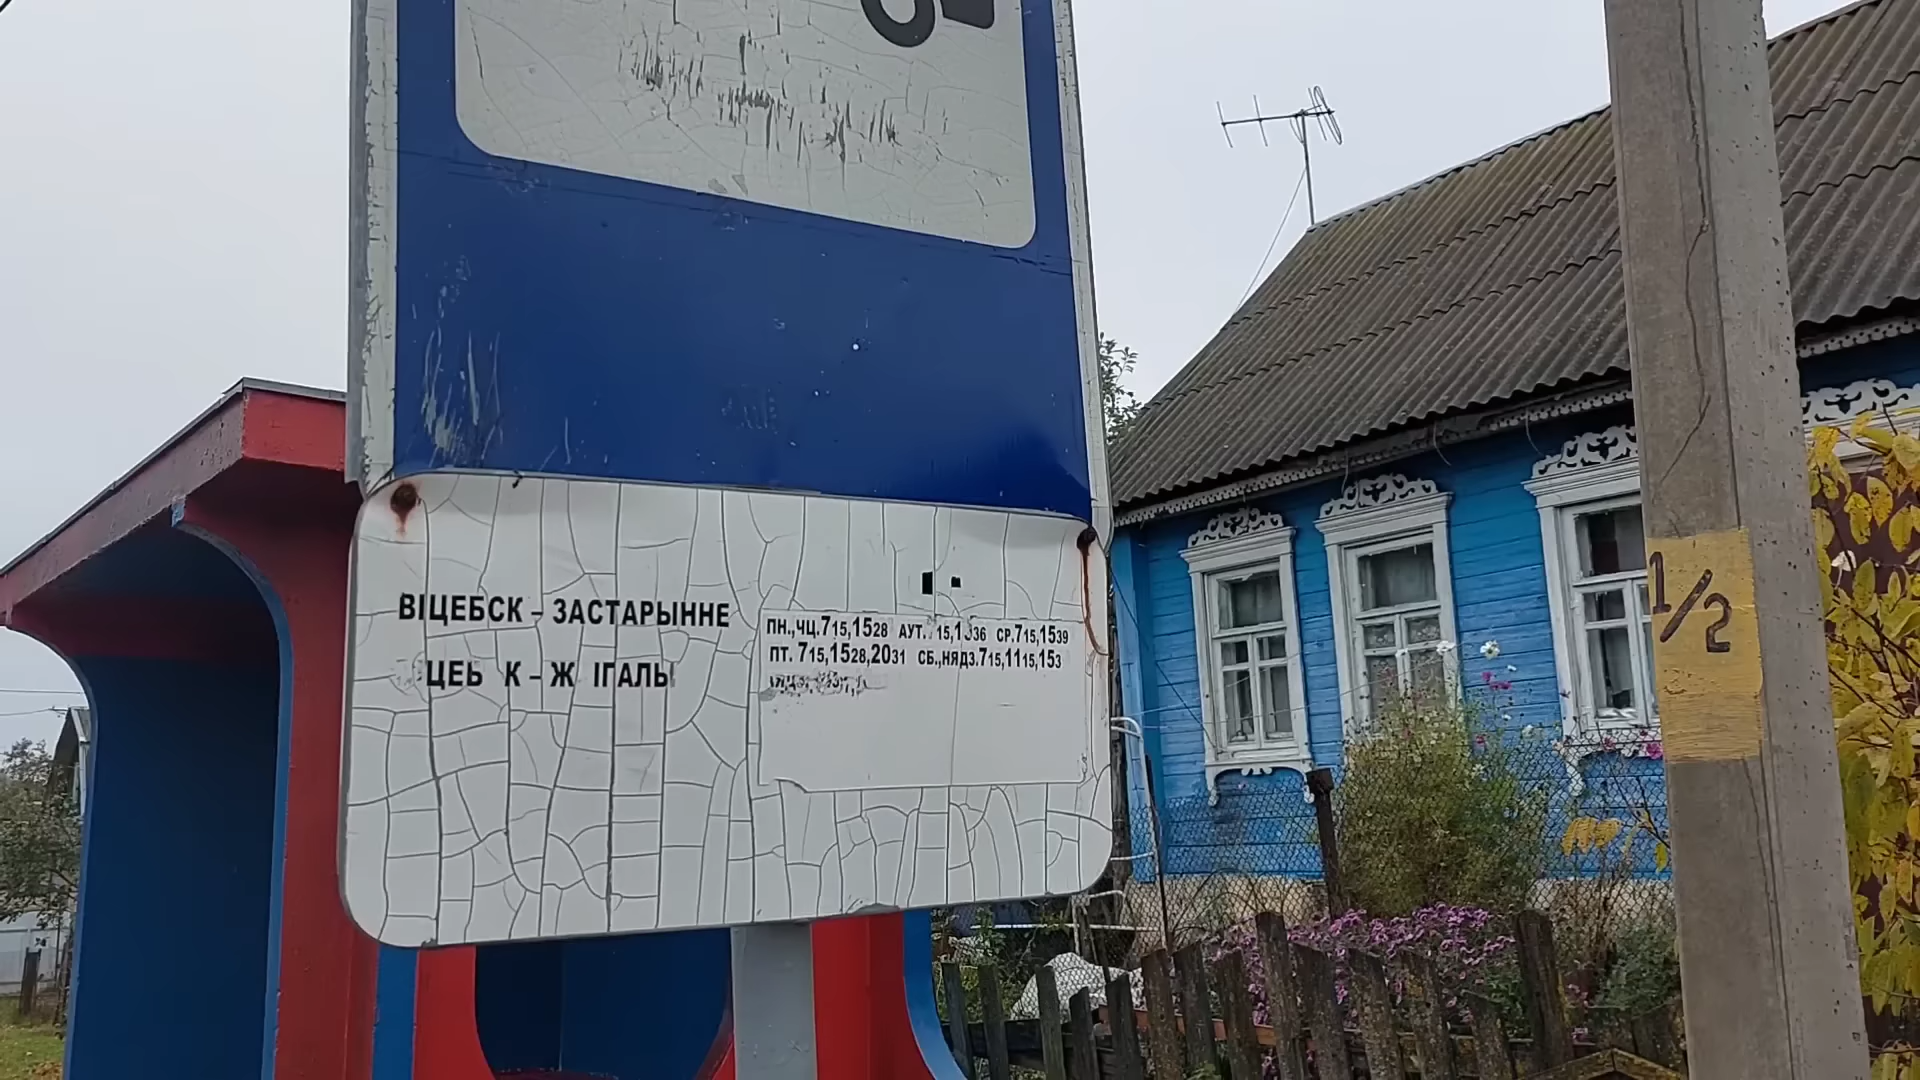 ВІЦЕБСК – ЗАСТАРЫННЕ
ПН.,ЧЦ.715,1528 АУТ. СР.715,1539
ПТ. 715,1528,2031 СБ.,НЯДЗ.715,1115,153
1/2